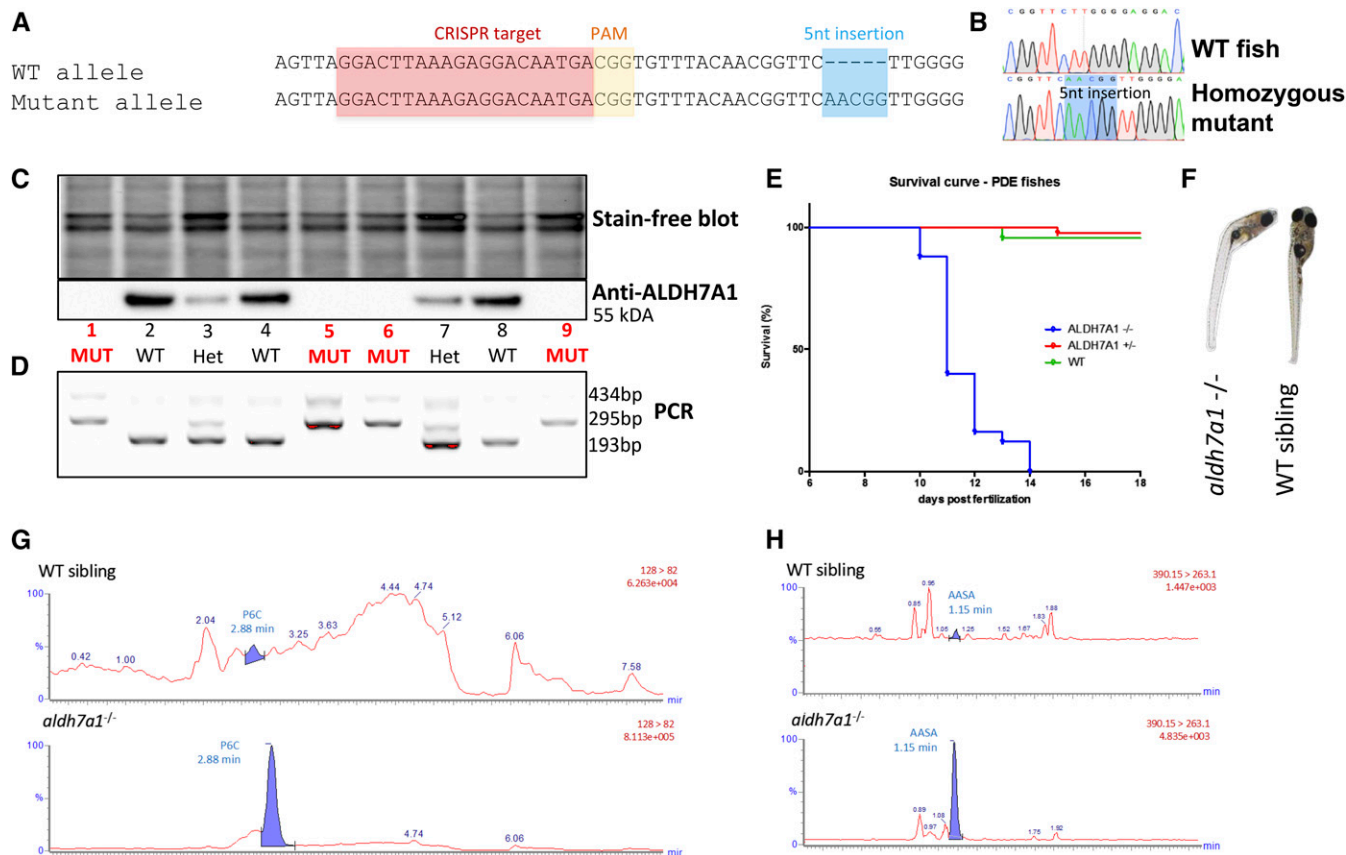 A
CRISPR target PAM 5nt insertion
WT allele AGTTAGGACTTAAAGAGGACAATGACGGTGTTTACAACGGTTC-----TTGGGG
Mutant allele AGTTAGGACTTAAAGAGGACAATGACGGTGTTTACAACGGTTCAACGGTTGGGG
B
C G G T T C T T G G G G A G G A C
WT fish
C G G T T C A A C G G T T G G G G A
5nt insertion
Homozygous
mutant
C
Stain-free blot
Anti-ALDH7A1
55 kDA
1 2 3 4 5 6 7 8 9
MUT WT Het WT MUT MUT Het WT MUT
D
434bp
295bp
193bp
PCR
E
Survival curve - PDE fishes
Survival (%)
100
50
0
6 8 10 12 14 16 18
days post fertilization
ALDH7A1 -/-
ALDH7A1 +/-
WT
F
aldh7a1 -/-
WT sibling
G
WT sibling
128 > 82
6.263e+004
100
%
0
0.42 1.00 2.04 P6C 2.88 min 3.25 3.63 4.44 4.74 5.12 6.06 7.58
min
aldh7a1-/-
128 > 82
8.113e+005
100
%
0
P6C
2.88 min
4.74 6.06
min
H
WT sibling
390.15 > 263.1
1.447e+003
100
%
0
0.85 0.95 1.06 AASA 1.15 min 1.25 1.52 1.67 1.83 1.88
min
aidh7a1-/-
390.15 > 263.1
4.835e+003
100
%
0
AASA
1.15 min
0.89 0.97 1.08 1.75 1.92
min